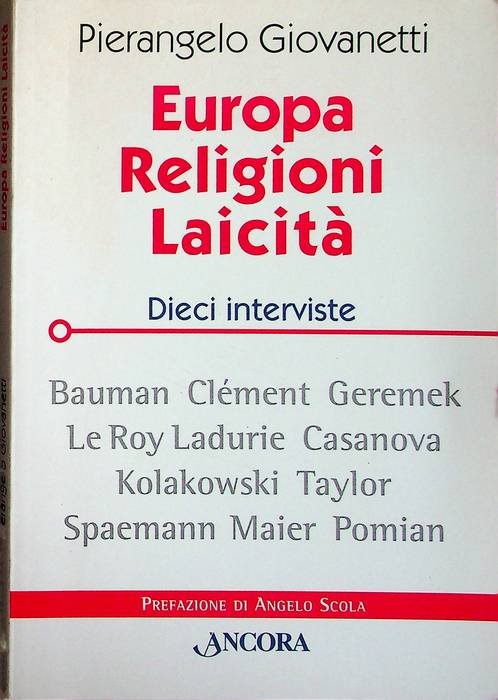 Pierangelo Giovanetti
Europa
Religioni
Laicità
Dieci interviste
Bauman Clément Geremek
Le Roy Ladurie Casanova
Kolakowski Taylor
Spaemann Maier Pomian
PREFAZIONE DI ANGELO SCOLA
ANCORA
Europa Religioni Laicità
Giovanetti